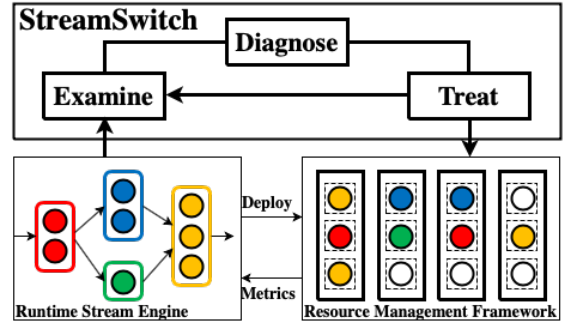 StreamSwitch
Diagnose
Examine
Treat
Deploy
Metrics
Runtime Stream Engine
Resource Management Framework